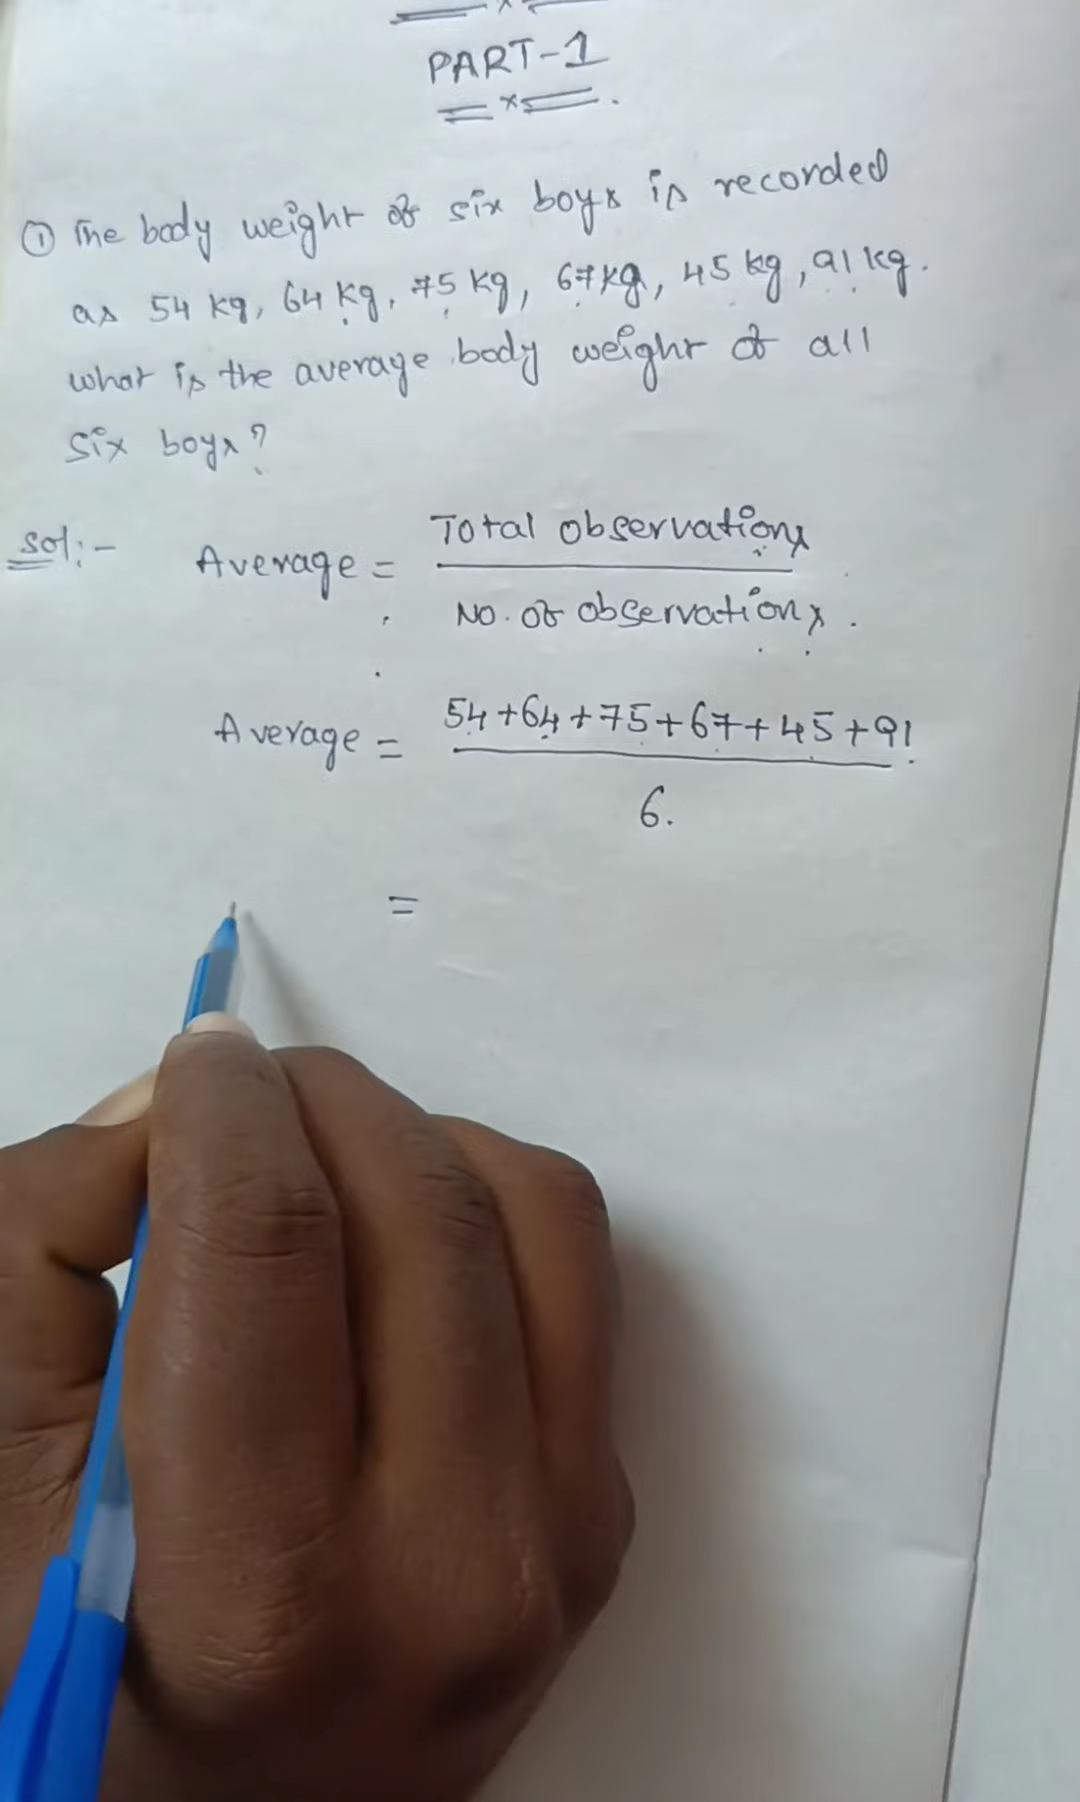 PART-1
① The body weight of six boys is recorded
as 54 kg, 64 kg, 75 kg, 67 kg, 45 kg, 91 kg.
what is the average body weight of all
six boys?
Sol:- Average = Total observations
No. of observations.
Average = 54+64+75+67+45+91
6.
=